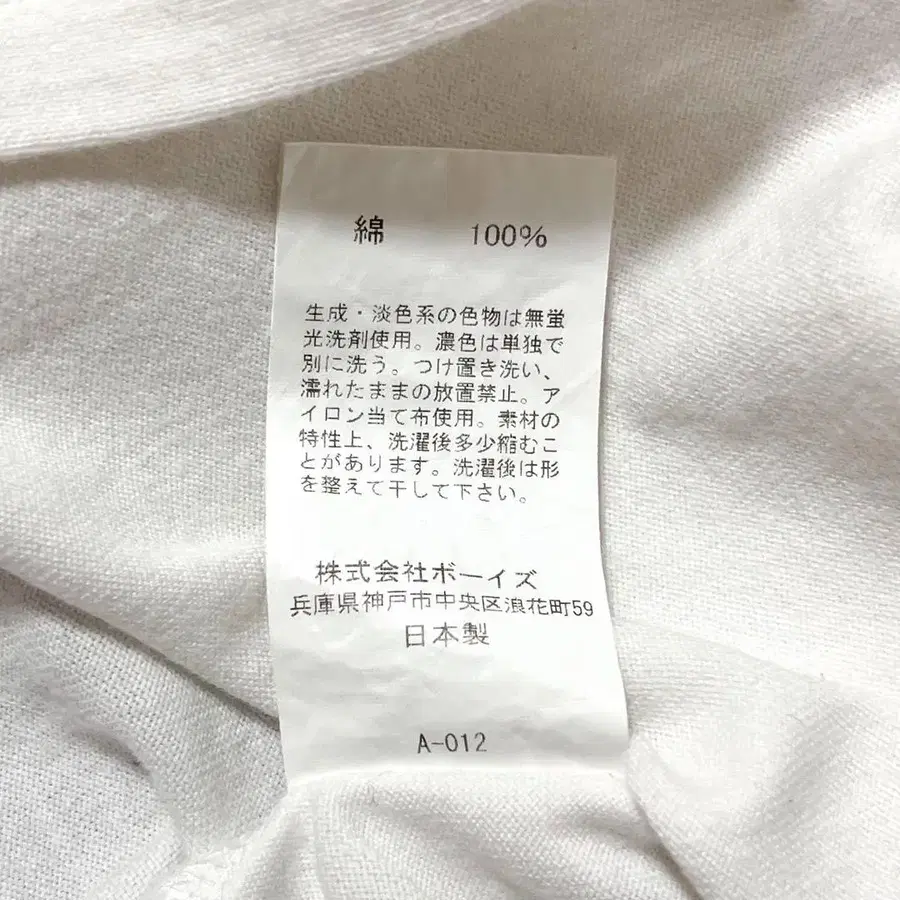 綿 100%
生成・淡色系の色物は無蛍
光洗剤使用。濃色は単独で
別に洗う。つけ置き洗い、
濡れたままの放置禁止。ア
イロン当て布使用。素材の
特性上、洗濯後多少縮むこ
とがあります。洗濯後は形
を整えて干して下さい。
株式会社ボーイズ
兵庫県神戸市中央区浪花町59
日本製
A-012